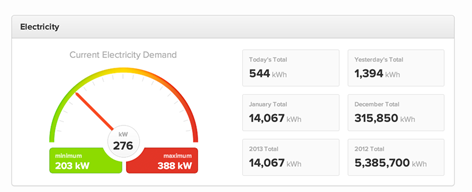 Electricity
Current Electricity Demand
kW
276
minimum
203 kW
maximum
388 kW
Today's Total
544 kWh
Yesterday's Total
1,394 kWh
January Total
14,067 kWh
December Total
315,850 kWh
2013 Total
14,067 kWh
2012 Total
5,385,700 kWh